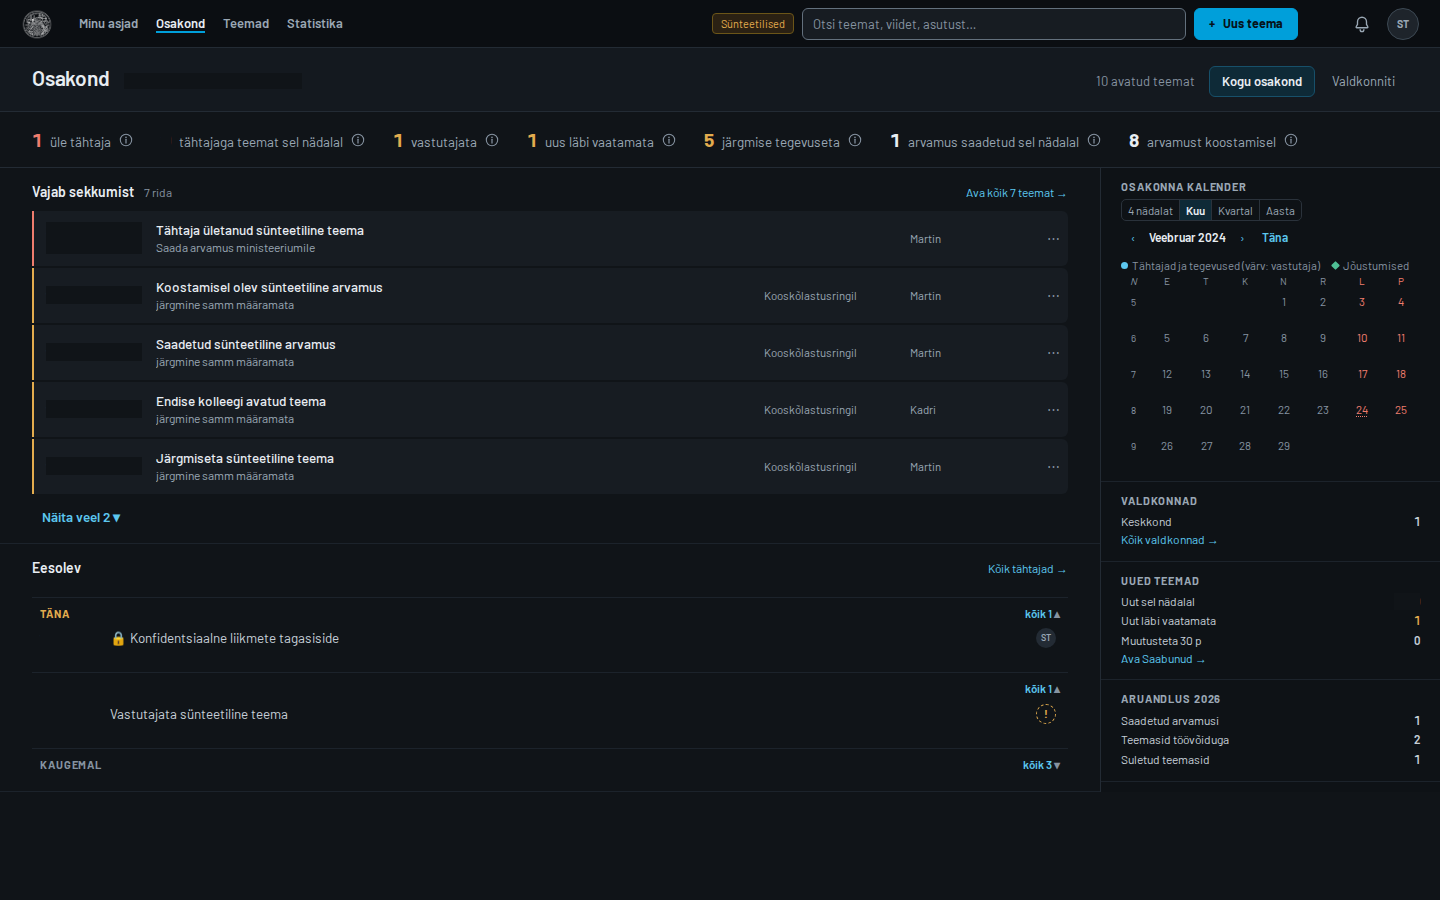 Minu asjad Osakond Teemad Statistika Sünteetilised Otsi teemat, viidet, asutust... + Uus teema ST
Osakond 10 avatud teemat Kogu osakond Valdkonniti
1 üle tähtaja tähtajaga teemat sel nädalal 1 vastutajata 1 uus läbi vaatamata 5 järgmise tegevuseta 1 arvamus saadetud sel nädalal 8 arvamust koostamisel
Vajab sekkumist 7 rida Ava kõik 7 teemat →
Tähtaja ületanud sünteetiline teema
Saada arvamus ministeeriumile
Martin ...
Koostamisel olev sünteetiline arvamus
järgmine samm määramata
Kooskõlastusringil Martin ...
Saadetud sünteetiline arvamus
järgmine samm määramata
Kooskõlastusringil Martin ...
Endise kolleegi avatud teema
järgmine samm määramata
Kooskõlastusringil Kadri ...
Järgmiseta sünteetiline teema
järgmine samm määramata
Kooskõlastusringil Martin ...
Näita veel 2 ▼
Eesolev Kõik tähtajad →
TÄNA kõik 1 ▲
🔒 Konfidentsiaalne liikmete tagasiside ST
kõik 1 ▲
Vastutajata sünteetiline teema !
KAUGEMAL kõik 3 ▼
OSAKONNA KALENDER
4 nädalat Kuu Kvartal Aasta
‹ Veebruar 2024 › Täna
Tähtajad ja tegevused (värv: vastutaja) Jõustumised
N E T K N R L P
5 1 2 3 4
6 5 6 7 8 9 10 11
7 12 13 14 15 16 17 18
8 19 20 21 22 23 24 25
9 26 27 28 29
VALDKONNAD
Keskkond 1
Kõik valdkonnad →
UUED TEEMAD
Uut sel nädalal
Uut läbi vaatamata 1
Muutusteta 30 p 0
Ava Saabunud →
ARUANDLUS 2026
Saadetud arvamusi 1
Teemasid töövõiduga 2
Suletud teemasid 1